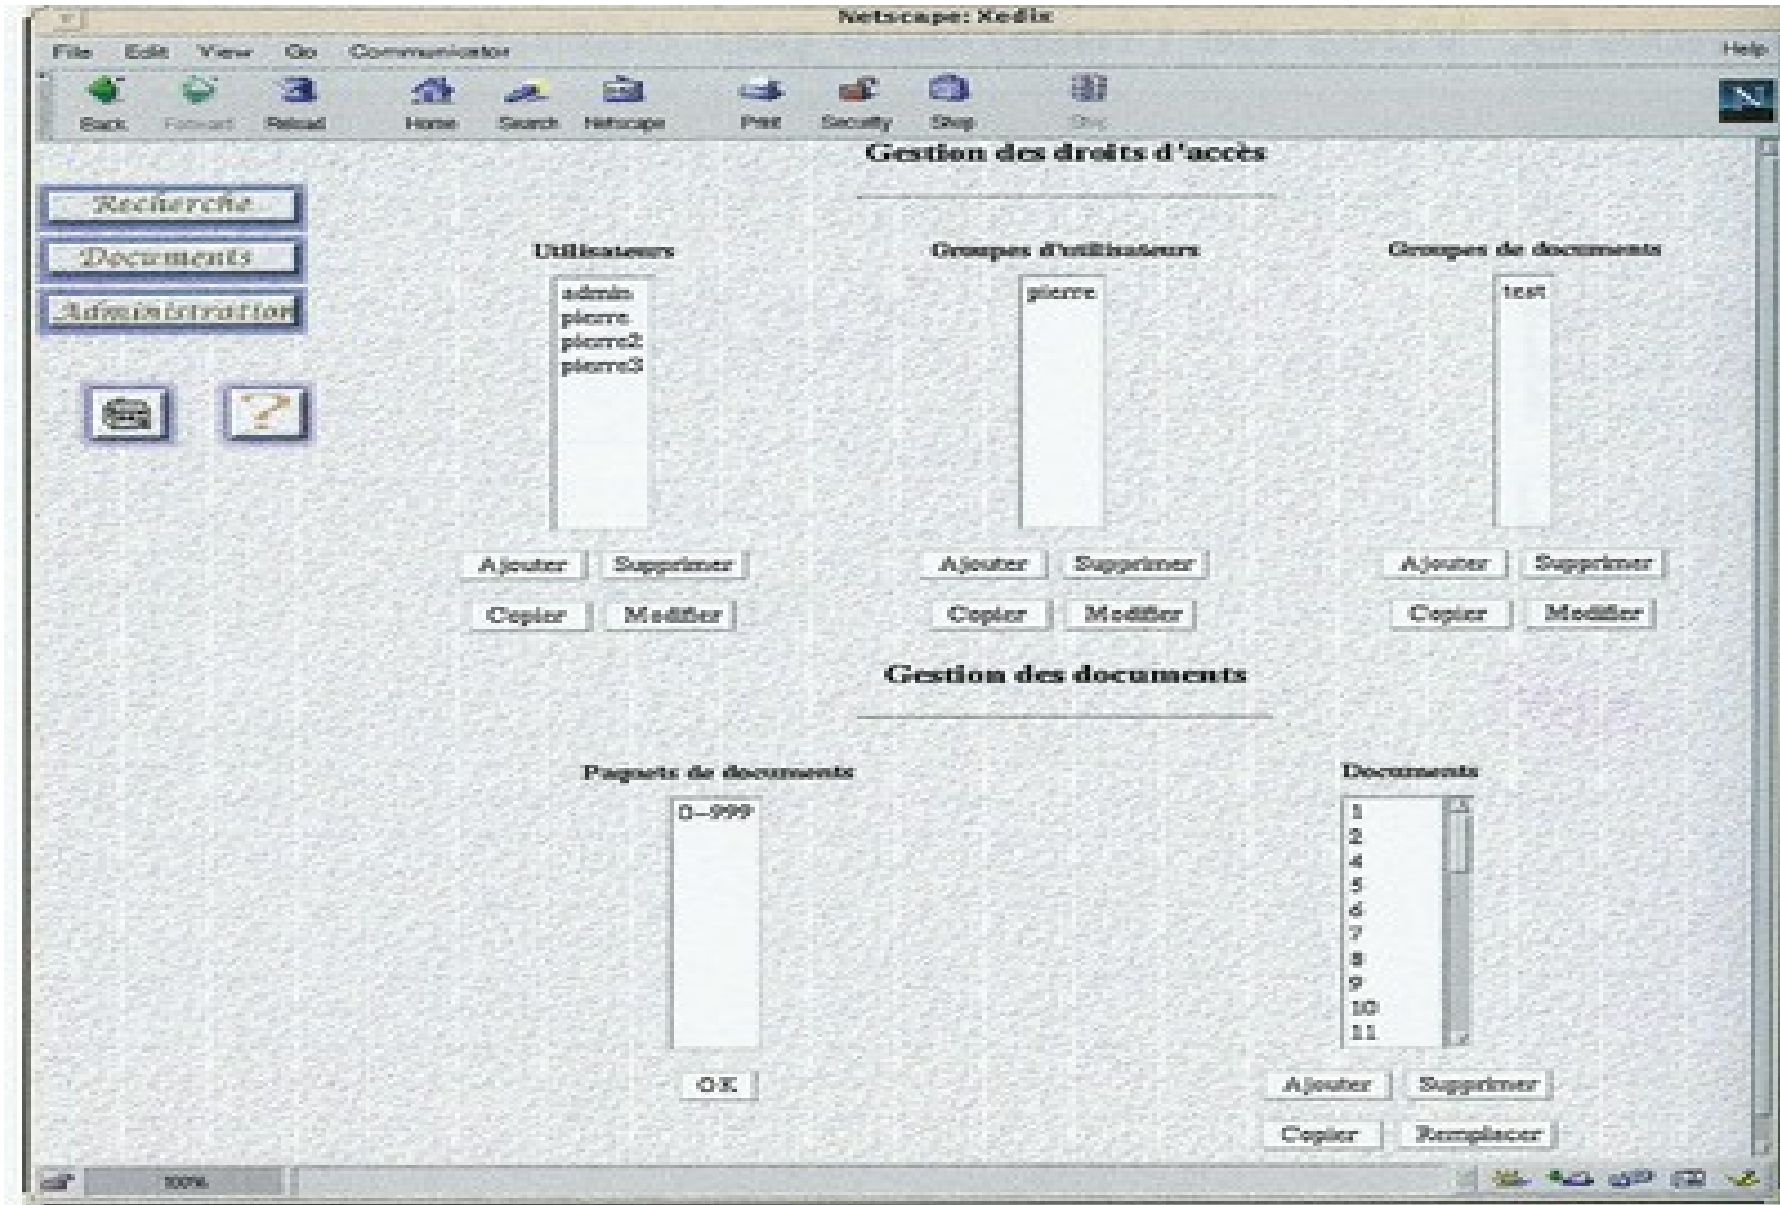 Netscape: Xedix
File Edit View Go Communicator Help
Back Forward Reload Home Search Netscape Print Security Shop Stop
N
Gestion des droits d'accès
Recherche
Documents
Administration
?
Utilisateurs
admin
pierre
pierre2
pierre3
Ajouter Supprimer
Copier Modifier
Groupes d'utilisateurs
pierre
Ajouter Supprimer
Copier Modifier
Groupes de documents
test
Ajouter Supprimer
Copier Modifier
Gestion des documents
Paquets de documents
0-999
OK
Documents
1
2
4
5
6
7
8
9
10
11
Ajouter Supprimer
Copier Remplacer
100%